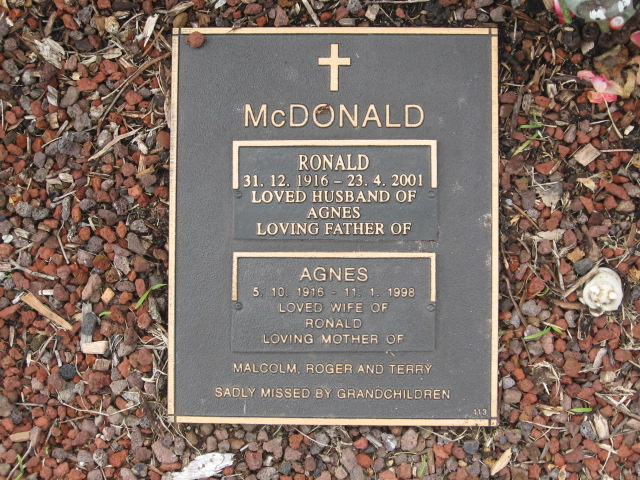 McDONALD
RONALD
31. 12. 1916 – 23. 4. 2001
LOVED HUSBAND OF
AGNES
LOVING FATHER OF
AGNES
5. 10. 1916 - 11. 1. 1998
LOVED WIFE OF
RONALD
LOVING MOTHER OF
MALCOLM, ROGER AND TERRY
SADLY MISSED BY GRANDCHILDREN
113